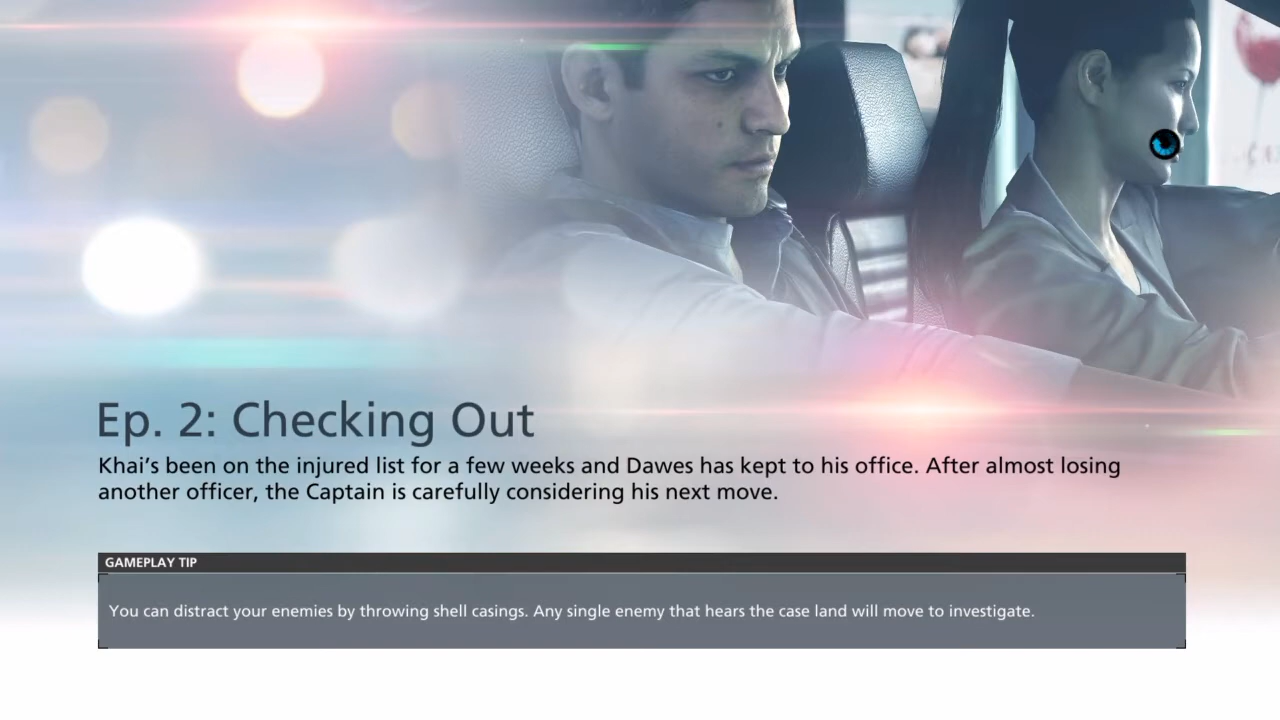 Ep. 2: Checking Out
Khai's been on the injured list for a few weeks and Dawes has kept to his office. After almost losing
another officer, the Captain is carefully considering his next move.
GAMEPLAY TIP
You can distract your enemies by throwing shell casings. Any single enemy that hears the case land will move to investigate.